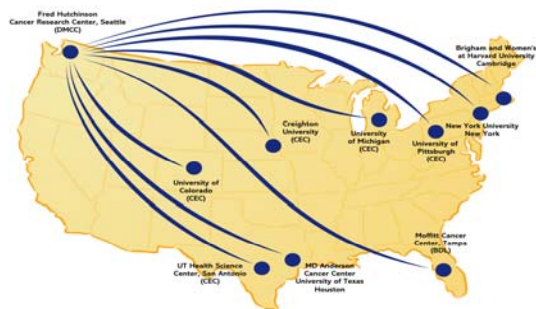 Fred Hutchinson
Cancer Research Center, Seattle
(DMCC)
Brigham and Women's
at Harvard University
Cambridge
Creighton
University
(CEC)
University
of Michigan
(CEC)
New York University
New York
University of
Pittsburgh
(CEC)
University of
Colorado
(CEC)
Moffitt Cancer
Center, Tampa
(BDL)
UT Health Science
Center, San Antonio
(CEC)
MD Anderson
Cancer Center
University of Texas
Houston